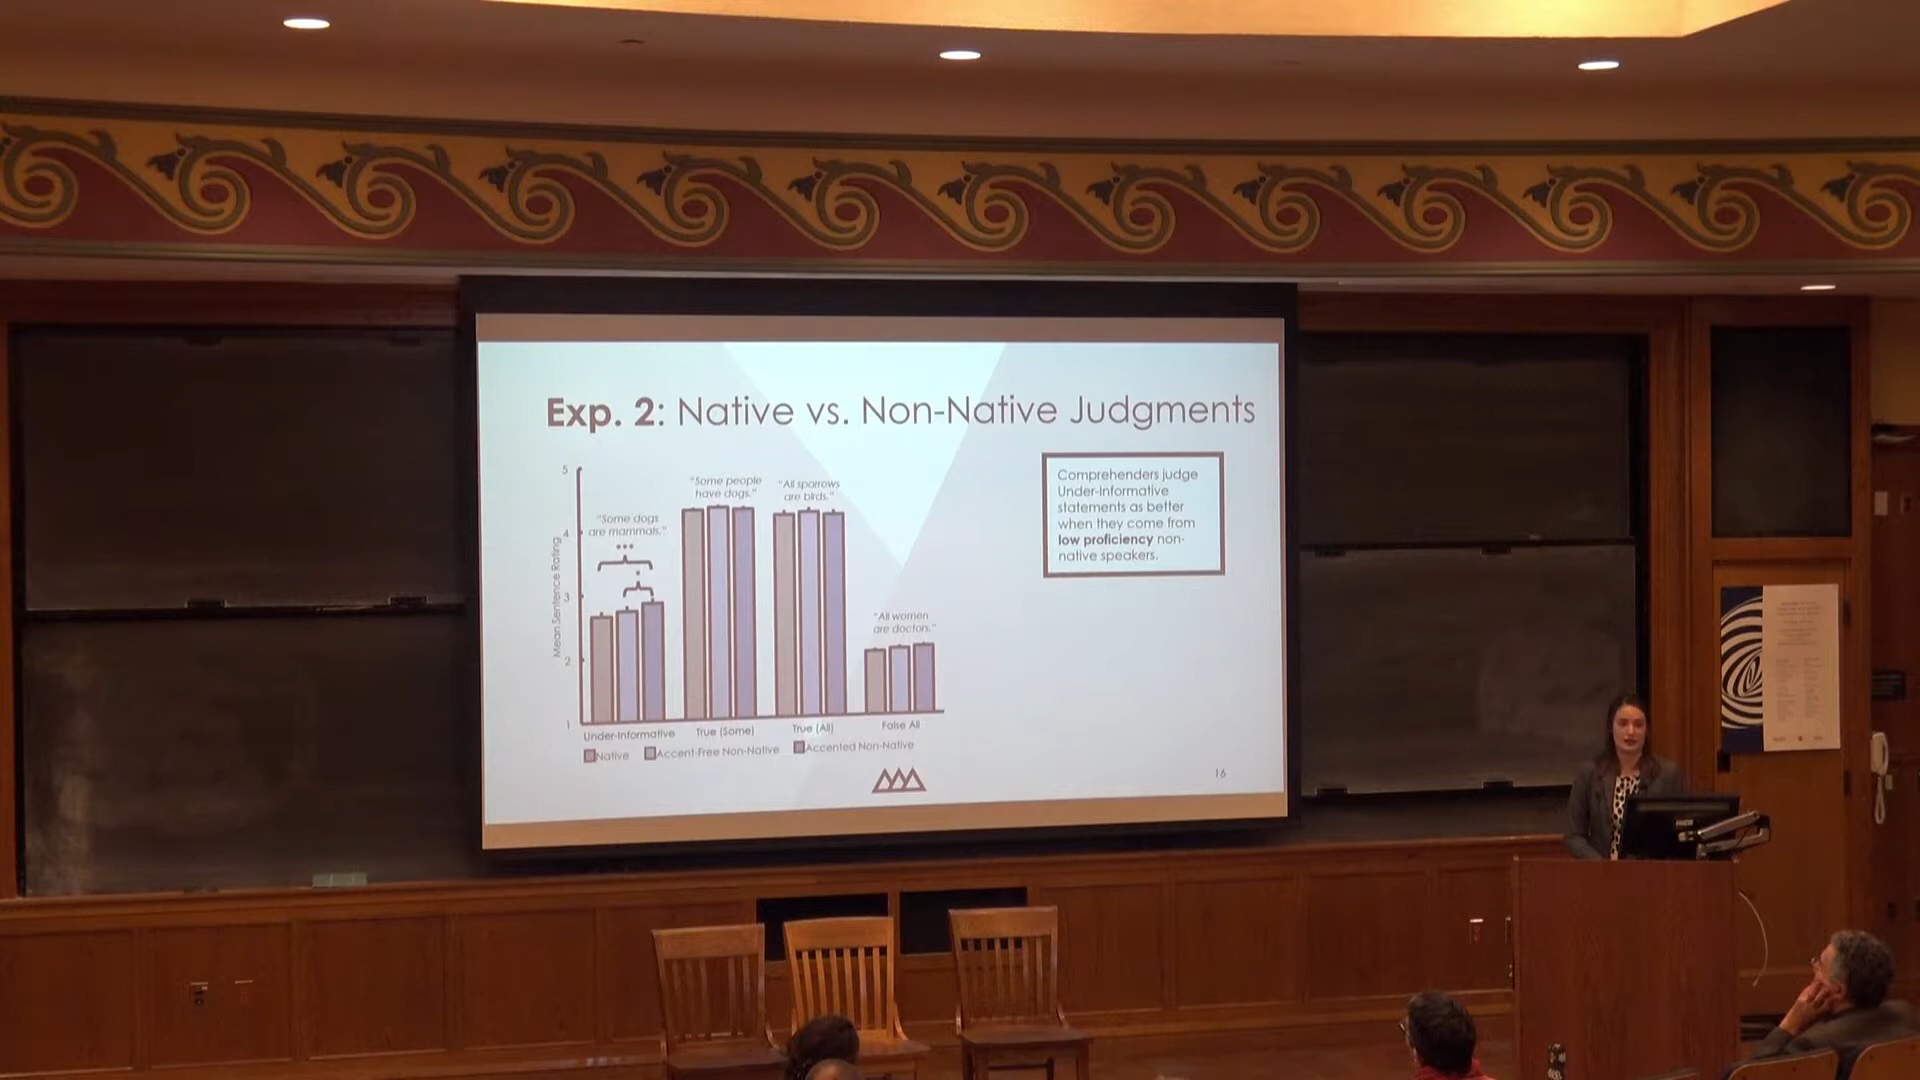 Exp. 2: Native vs. Non-Native Judgments
Comprehenders judge
Under-Informative
statements as better
when they come from
low proficiency non-
native speakers.
Mean Sentence Rating
5
4
3
2
1
"Some dogs
are mammals."
***
*
"Some people
have dogs."
"All sparrows
are birds."
"All women
are doctors."
Under-Informative
True (Some)
True (All)
False All
Native
Accent-Free Non-Native
Accented Non-Native
16